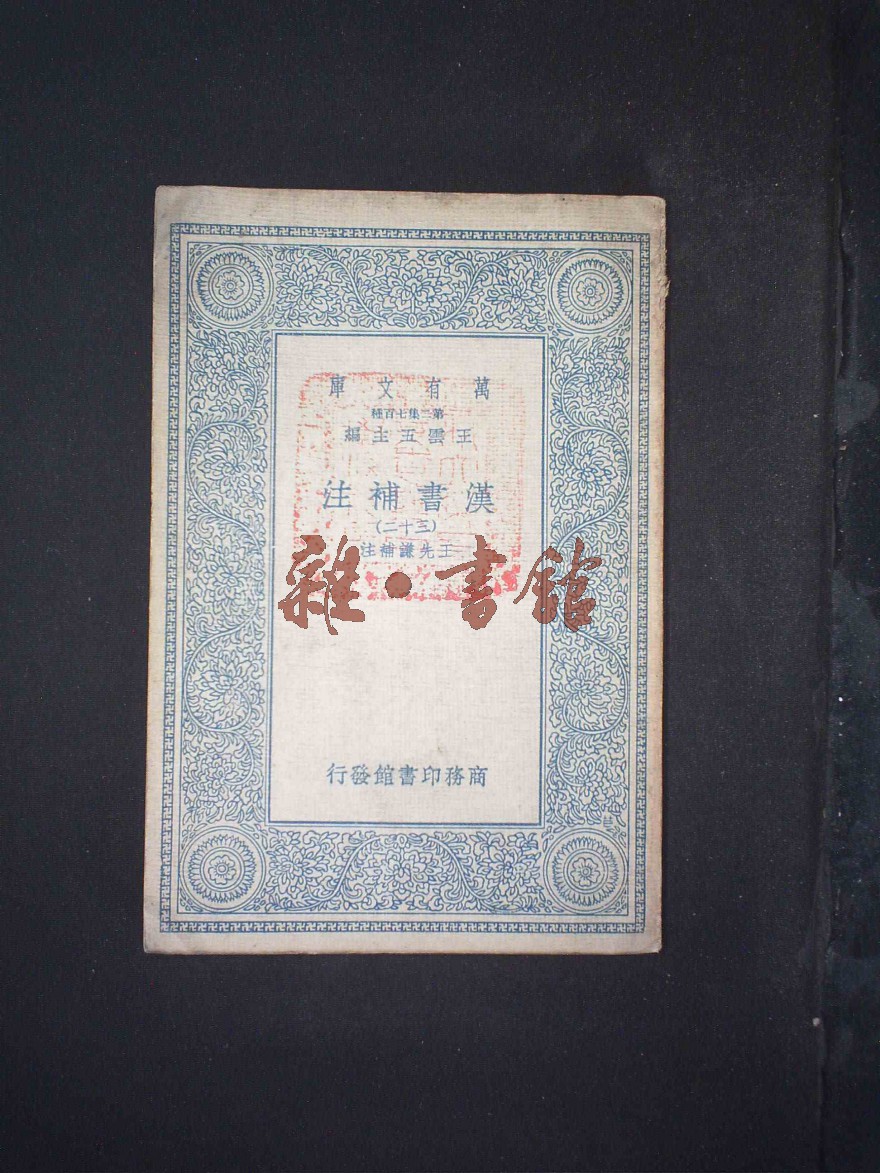 萬有文庫
第二集七百種
王雲五主編
漢書補注
(三十二)
王先謙補注
雜·書館
商務印書館發行